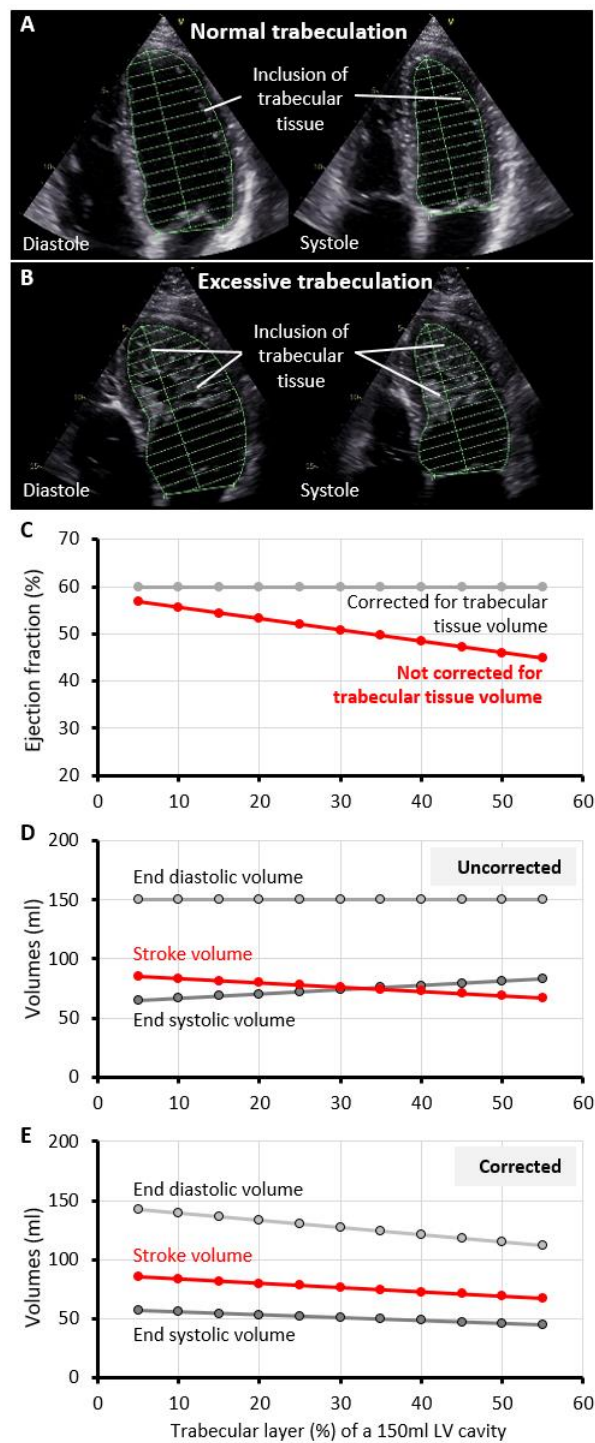 A
Normal trabeculation
V
V
Inclusion of
trabecular
tissue
Diastole
Systole
B
Excessive trabeculation
Inclusion of
trabecular
tissue
Diastole
Systole
C
Ejection fraction (%)
70
60
50
40
30
20
0 10 20 30 40 50 60
Corrected for trabecular
tissue volume
Not corrected for
trabecular tissue volume
D
Volumes (ml)
200
150
100
50
0
0 10 20 30 40 50 60
Uncorrected
End diastolic volume
Stroke volume
End systolic volume
E
Volumes (ml)
200
150
100
50
0
0 10 20 30 40 50 60
Corrected
End diastolic volume
Stroke volume
End systolic volume
Trabecular layer (%) of a 150ml LV cavity